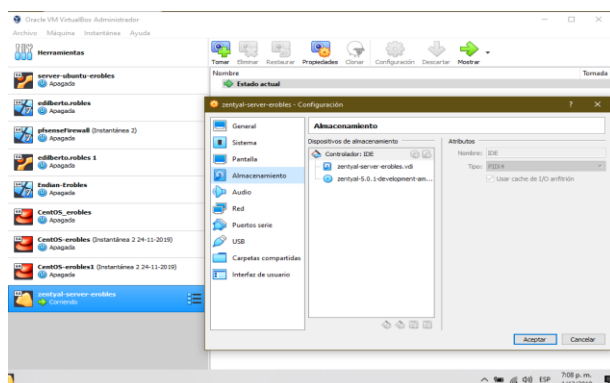 Oracle VM VirtualBox Administrador
Archivo Máquina Instantánea Ayuda
Herramientas
Tomar Eliminar Restaurar Propiedades Clonar Configuración Descartar Mostrar
Nombre Tomada
Estado actual
server-ubuntu-erobles
Apagada
edilberto.robles
Apagada
pfsenseFirewall (Instantánea 2)
Apagada
edilberto.robles 1
Apagada
Endian-Erobles
Apagada
CentOS_erobles
Apagada
CentOS-erobles (Instantánea 2 24-11-2019)
Apagada
CentOS-erobles1 (Instantánea 2 24-11-2019)
Apagada
zentyal-server-erobles
Corriendo
zentyal-server-erobles - Configuración
General
Sistema
Pantalla
Almacenamiento
Audio
Red
Puertos serie
USB
Carpetas compartidas
Interfaz de usuario
Almacenamiento
Dispositivos de almacenamiento
Controlador: IDE
zentyal-server-erobles.vdi
zentyal-5.0.1-development-am...
Atributos
Nombre: IDE
Tipo: PIIX4
Usar cache de I/O anfitrión
Aceptar Cancelar
ESP 7:08 p. m.